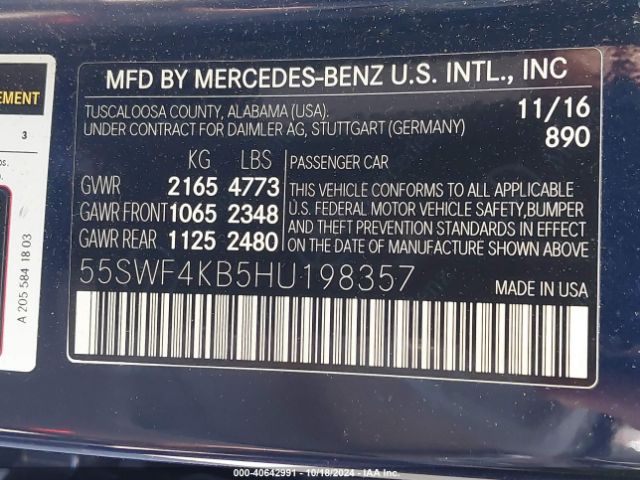 EMENT
3
os.
s.
A 205 584 18 03
MFD BY MERCEDES-BENZ U.S. INTL., INC
TUSCALOOSA COUNTY, ALABAMA (USA). 11/16
UNDER CONTRACT FOR DAIMLER AG, STUTTGART (GERMANY) 890
KG LBS PASSENGER CAR
GVWR 2165 4773
GAWR FRONT 1065 2348
GAWR REAR 1125 2480
THIS VEHICLE CONFORMS TO ALL APPLICABLE
U.S. FEDERAL MOTOR VEHICLE SAFETY,BUMPER
AND THEFT PREVENTION STANDARDS IN EFFECT
ON THE DATE OF MANUFACTURE SHOWN ABOVE.
55SWF4KB5HU198357
MADE IN USA
000-40642991 - 10/18/2024 - IAA Inc.